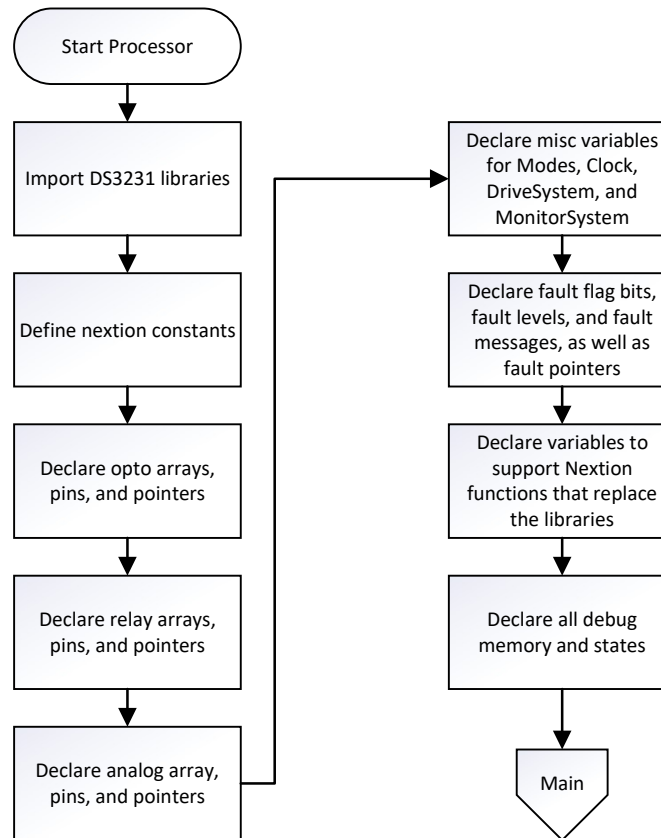 Start Processor
Import DS3231 libraries
Define nextion constants
Declare opto arrays,
pins, and pointers
Declare relay arrays,
pins, and pointers
Declare analog array,
pins, and pointers
Declare misc variables
for Modes, Clock,
DriveSystem, and
MonitorSystem
Declare fault flag bits,
fault levels, and fault
messages, as well as
fault pointers
Declare variables to
support Nextion
functions that replace
the libraries
Declare all debug
memory and states
Main